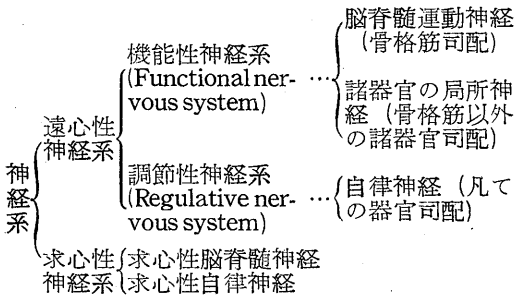 神経系
遠心性
神経系
機能性神経系
(Functional ner-
vous system)
…
脳脊髄運動神経
(骨格筋司配)
諸器官の局所神
経 (骨格筋以外
の諸器官司配)
調節性神経系
(Regulative ner-
vous system)
…
自律神経 (凡て
の器官司配)
求心性
神経系
求心性脳脊髄神経
求心性自律神経